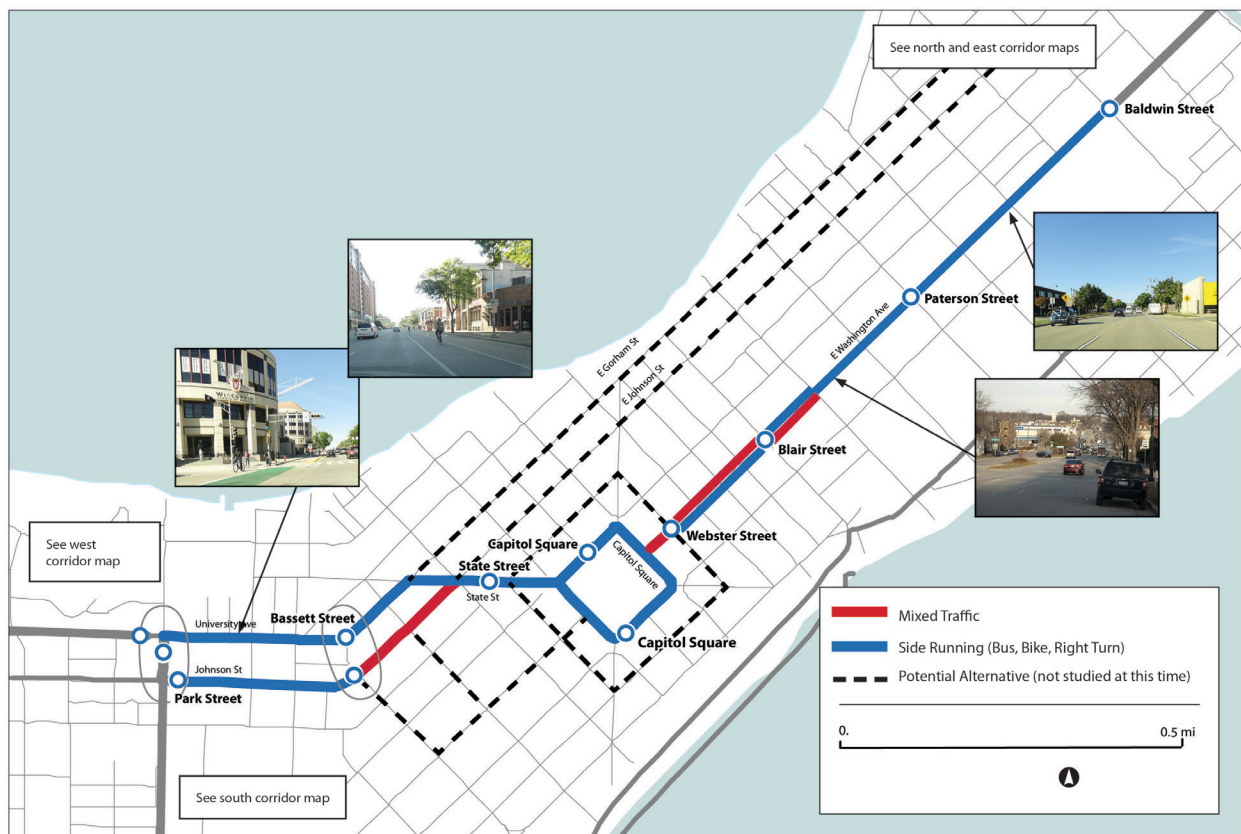 See north and east corridor maps
Baldwin Street
Paterson Street
E Washington Ave
E Gorham St
E Johnson St
Blair Street
WISCONSIN
Webster Street
Capitol Square
Capitol Square
State Street
State St
Capitol Square
See west
corridor map
Bassett Street
University Ave
Johnson St
Park Street
See south corridor map
Mixed Traffic
Side Running (Bus, Bike, Right Turn)
Potential Alternative (not studied at this time)
0.
0.5 mi